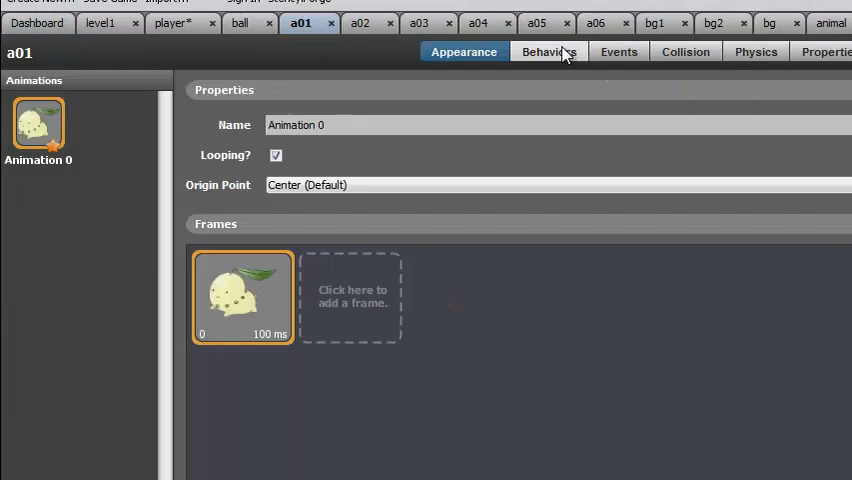 Dashboard level1 × player* × ball × a01 × a02 × a03 × a04 × a05 × a06 × bg1 × bg2 × bg × animal
a01
Appearance Behaviors Events Collision Physics Propertie
Animations
Animation 0
Properties
Name Animation 0
Looping?
Origin Point Center (Default)
Frames
Click here to
add a frame.
0 100 ms